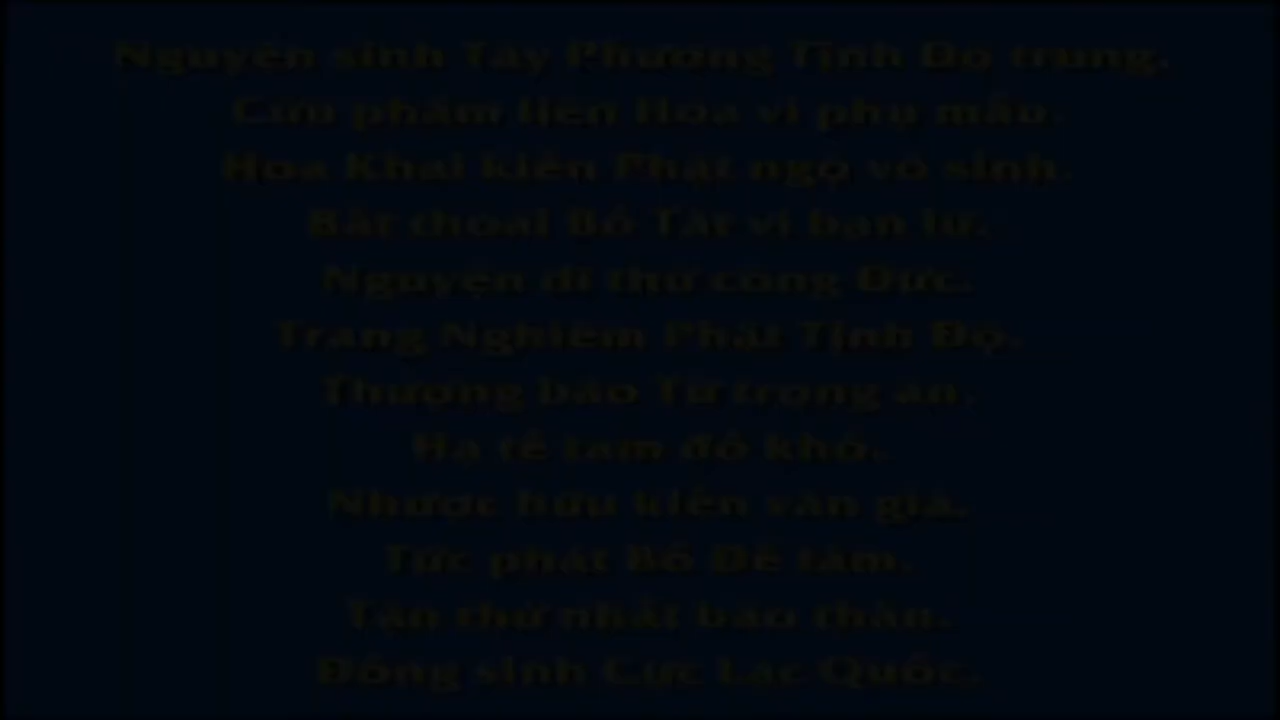 Nguyện sinh Tây Phương Tịnh Độ trung.
Cửu phẩm liên Hoa vi phụ mẫu.
Hoa Khai kiến Phật ngộ vô sinh.
Bất thoái Bồ Tát vi bạn lữ.
Nguyện dĩ thử công Đức.
Trang Nghiêm Phật Tịnh Độ.
Thượng báo Từ trọng ân.
Hạ tế tam đồ khổ.
Nhược hữu kiến văn giả.
Tức phát Bồ Đề tâm.
Tận thử nhất báo thân.
Đồng sinh Cực Lạc Quốc.